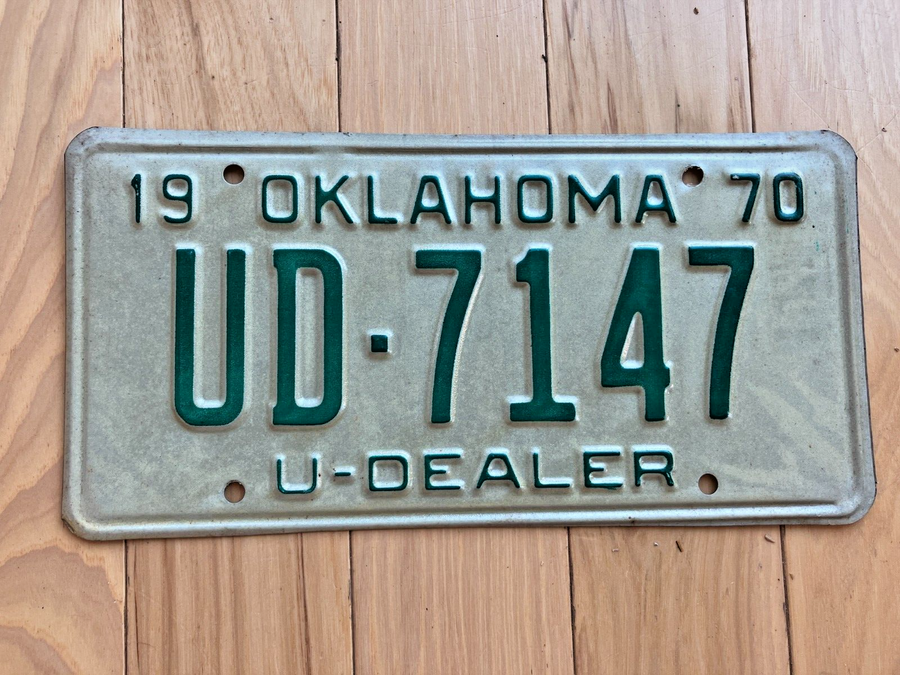 19 OKLAHOMA 70
UD·7147
U-DEALER